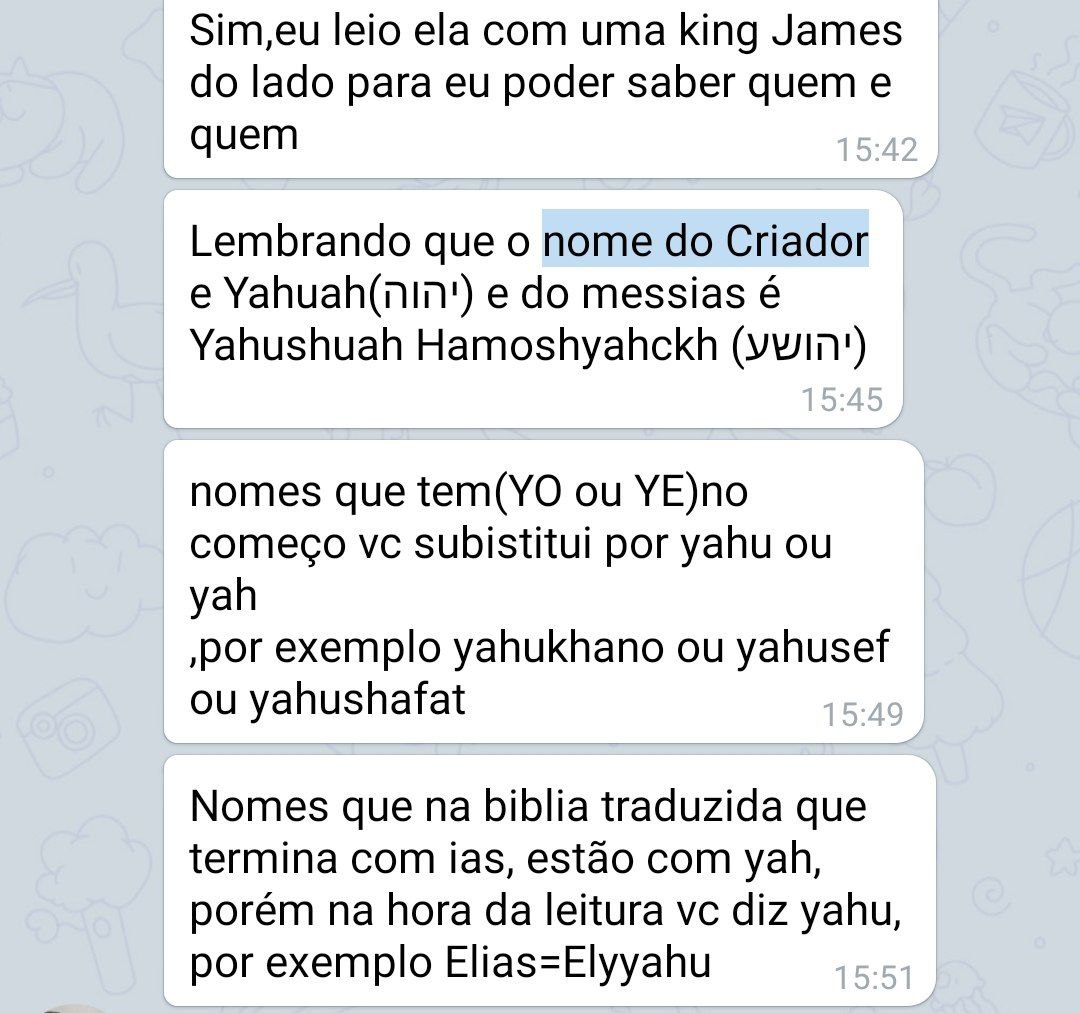 Sim,eu leio ela com uma king James
do lado para eu poder saber quem e
quem
15:42
Lembrando que o nome do Criador
e Yahuah(יהוה) e do messias é
Yahushuah Hamoshyahckh (יהושע)
15:45
nomes que tem(YO ou YE)no
começo vc subistitui por yahu ou
yah
,por exemplo yahukhano ou yahusef
ou yahushafat
15:49
Nomes que na biblia traduzida que
termina com ias, estão com yah,
porém na hora da leitura vc diz yahu,
por exemplo Elias=Elyyahu
15:51